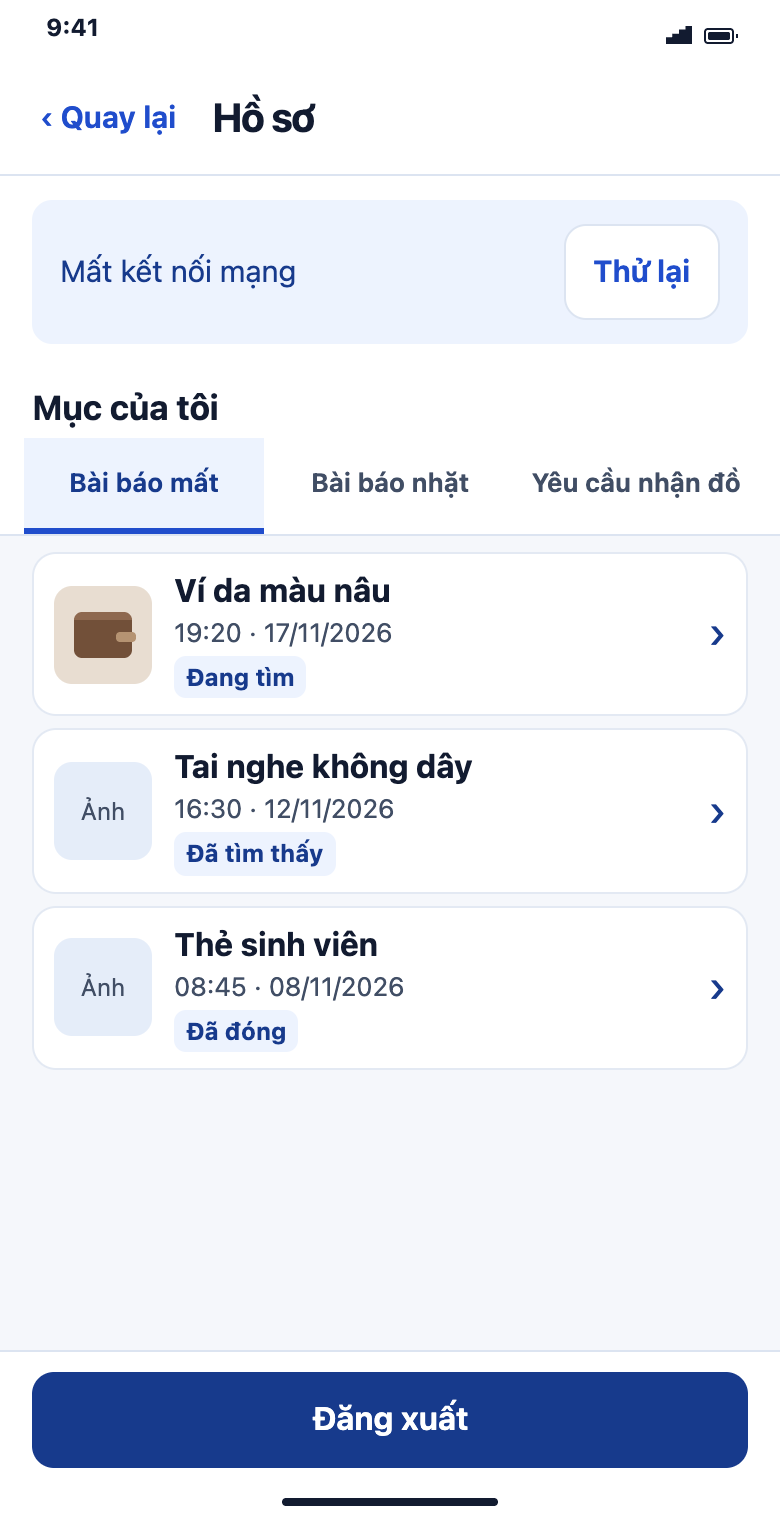 9:41
‹ Quay lại Hồ sơ
Mất kết nối mạng Thử lại
Mục của tôi
Bài báo mất Bài báo nhặt Yêu cầu nhận đồ
Ví da màu nâu
19:20 · 17/11/2026
Đang tìm
Ảnh
Tai nghe không dây
16:30 · 12/11/2026
Đã tìm thấy
Ảnh
Thẻ sinh viên
08:45 · 08/11/2026
Đã đóng
Đăng xuất